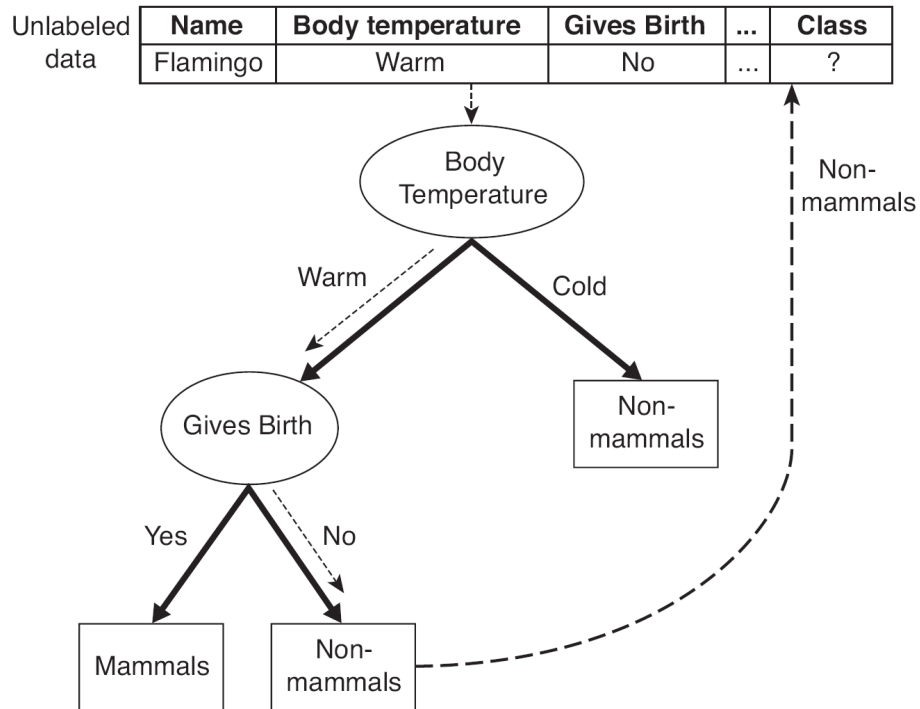 Unlabeled data
Name Body temperature Gives Birth ... Class
Flamingo Warm No ... ?
Body
Temperature
Non-
mammals
Warm
Cold
Gives Birth
Non-
mammals
Yes
No
Mammals
Non-
mammals